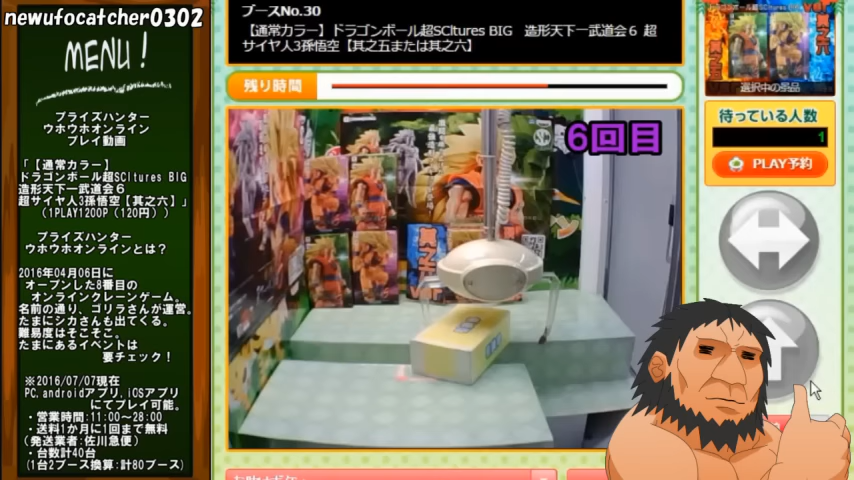 newufocatcher0302
MENU!
プライズハンター
ウホウホオンライン
プレイ動画
「【通常カラー】
ドラゴンボール超SCltures BIG
造形天下一武道会６
超サイヤ人3孫悟空【其之六】」
(1PLAY1200P（120円）)
プライズハンター
ウホウホオンラインとは？
2016年04月06日に
オープンした8番目の
オンラインクレーンゲーム。
名前の通り、ゴリラさんが運営。
たまにシカさんも出てくる。
難易度はそこそこ。
たまにあるイベントは
要チェック！
※2016/07/07現在
PC,androidアプリ,iOSアプリ
にてプレイ可能。
・営業時間:11:00～28:00
・送料1か月に1回まで無料
（発送業者:佐川急便）
・台数計40台
(1台2ブース換算:計80ブース)
ブースNo.30
【通常カラー】ドラゴンボール超SCltures BIG　造形天下一武道会６ 超
サイヤ人3孫悟空【其之五または其之六】
残り時間
6回目
其之六
ver
其之五
其之六
選択中の景品
待っている人数
1
PLAY予約